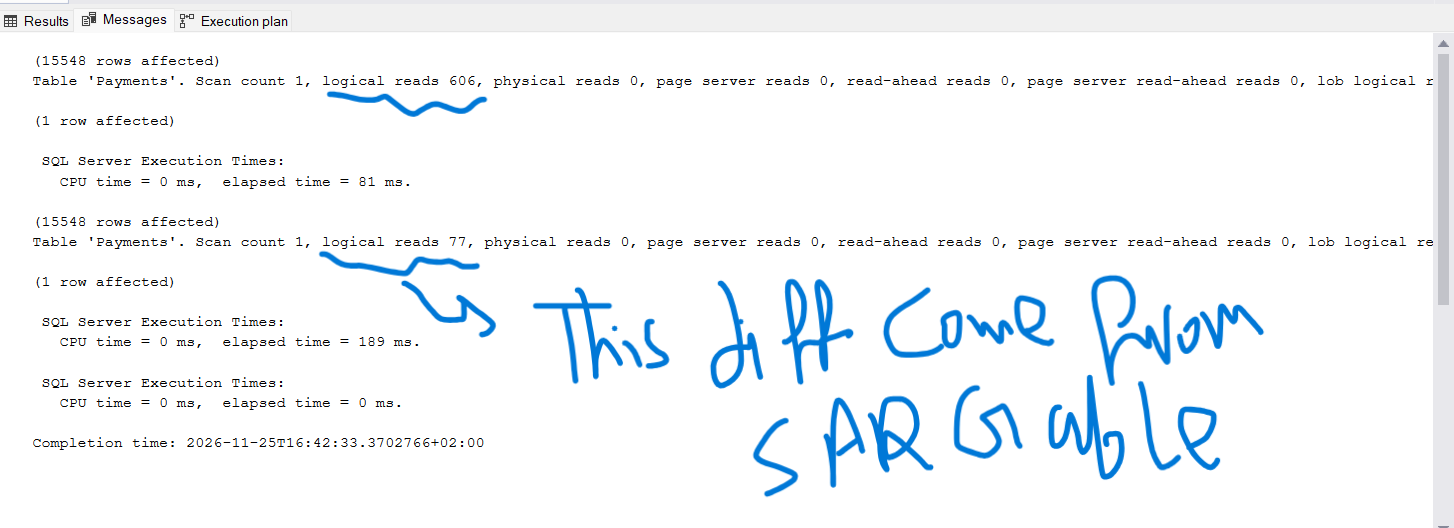 Results Messages Execution plan
(15548 rows affected)
Table 'Payments'. Scan count 1, logical reads 606, physical reads 0, page server reads 0, read-ahead reads 0, page server read-ahead reads 0, lob logical r
(1 row affected)
SQL Server Execution Times:
CPU time = 0 ms, elapsed time = 81 ms.
(15548 rows affected)
Table 'Payments'. Scan count 1, logical reads 77, physical reads 0, page server reads 0, read-ahead reads 0, page server read-ahead reads 0, lob logical re
(1 row affected)
SQL Server Execution Times:
CPU time = 0 ms, elapsed time = 189 ms.
SQL Server Execution Times:
CPU time = 0 ms, elapsed time = 0 ms.
Completion time: 2026-11-25T16:42:33.3702766+02:00
This diff Come from
SARGable